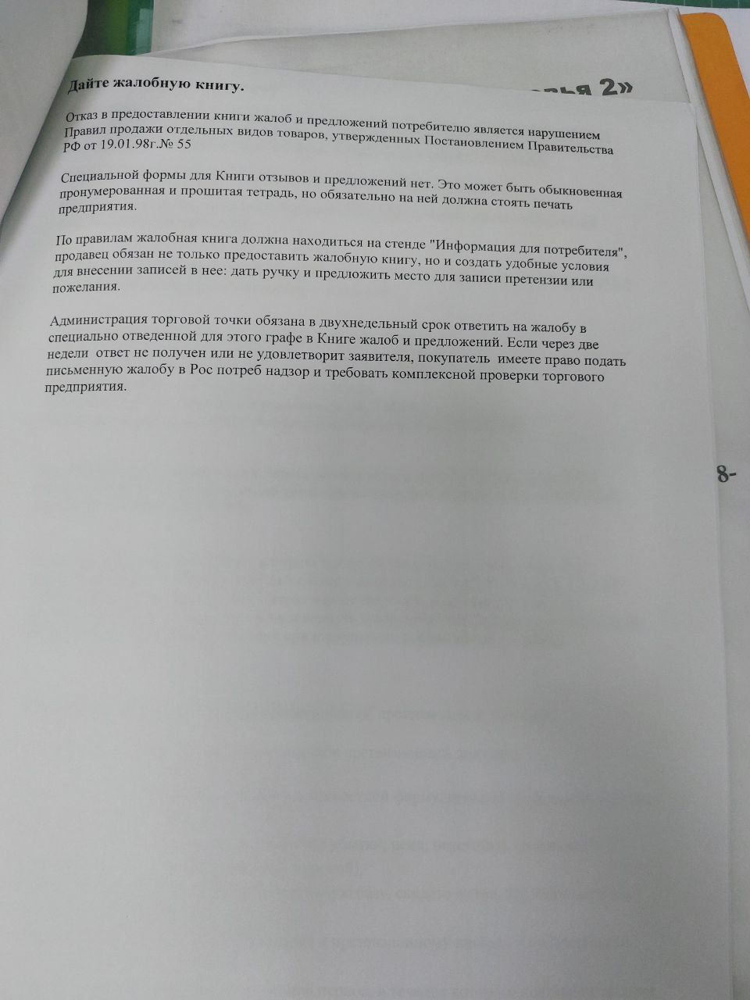 2»
Дайте жалобную книгу.
Отказ в предоставлении книги жалоб и предложений потребителю является нарушением
Правил продажи отдельных видов товаров, утвержденных Постановлением Правительства
РФ от 19.01.98г.№ 55
Специальной формы для Книги отзывов и предложений нет. Это может быть обыкновенная
пронумерованная и прошитая тетрадь, но обязательно на ней должна стоять печать
предприятия.
По правилам жалобная книга должна находиться на стенде "Информация для потребителя",
продавец обязан не только предоставить жалобную книгу, но и создать удобные условия
для внесении записей в нее: дать ручку и предложить место для записи претензии или
пожелания.
Администрация торговой точки обязана в двухнедельный срок ответить на жалобу в
специально отведенной для этого графе в Книге жалоб и предложений. Если через две
недели  ответ не получен или не удовлетворит заявителя, покупатель  имеете право подать
письменную жалобу в Рос потреб надзор и требовать комплексной проверки торгового
предприятия.
8-